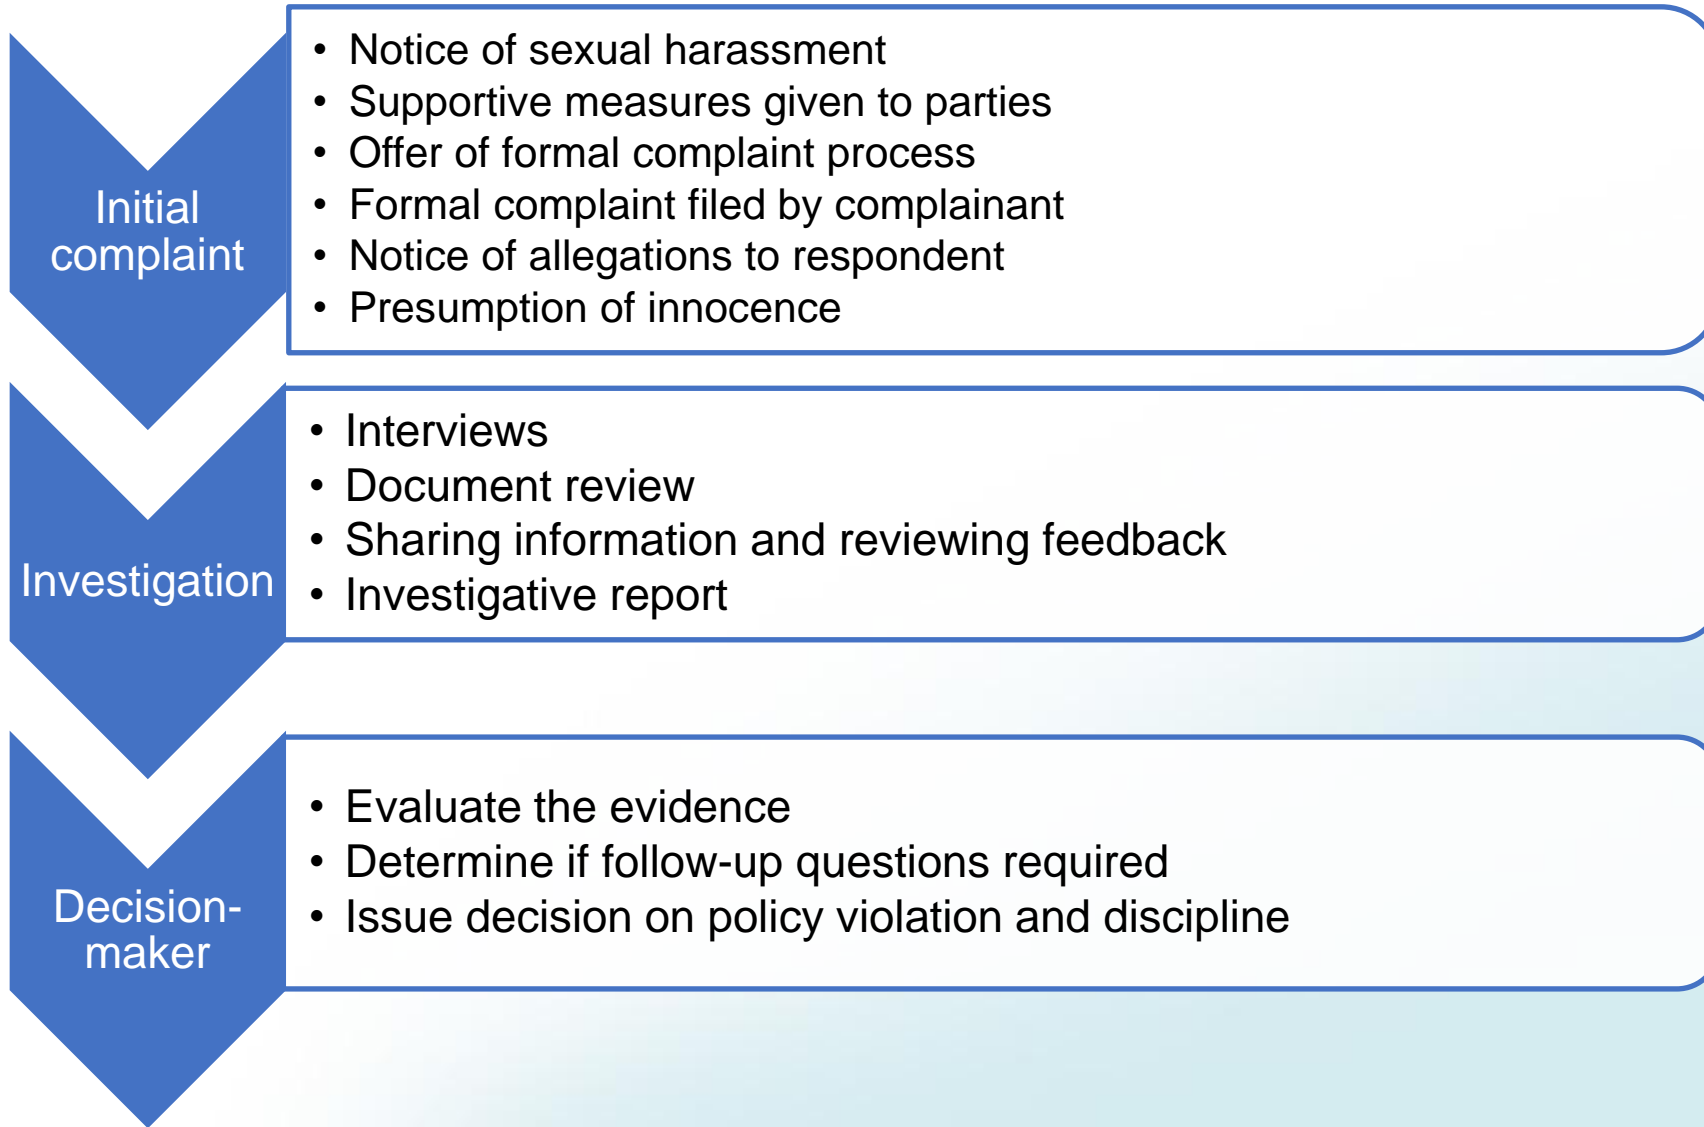 Initial
complaint
• Notice of sexual harassment
• Supportive measures given to parties
• Offer of formal complaint process
• Formal complaint filed by complainant
• Notice of allegations to respondent
• Presumption of innocence
Investigation
• Interviews
• Document review
• Sharing information and reviewing feedback
• Investigative report
Decision-
maker
• Evaluate the evidence
• Determine if follow-up questions required
• Issue decision on policy violation and discipline